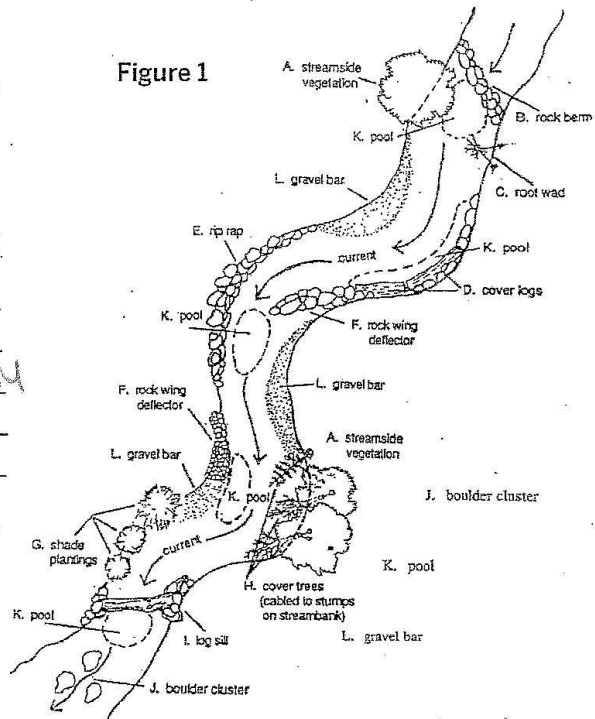 Figure 1
A. streamside
vegetation
B. rock berm
K. pool
C. root wad
L. gravel bar
E. rip rap
K. pool
D. cover logs
current
K. pool
F. rock wing
deflector
L. gravel bar
F. rock wing
deflector
A. streamside
vegetation
L. gravel bar
K. pool
J. boulder cluster
G. shade
plantings
current
H. cover trees
(cabled to stumps
on streambank)
K. pool
K. pool
I. log sill
L. gravel bar
J. boulder cluster